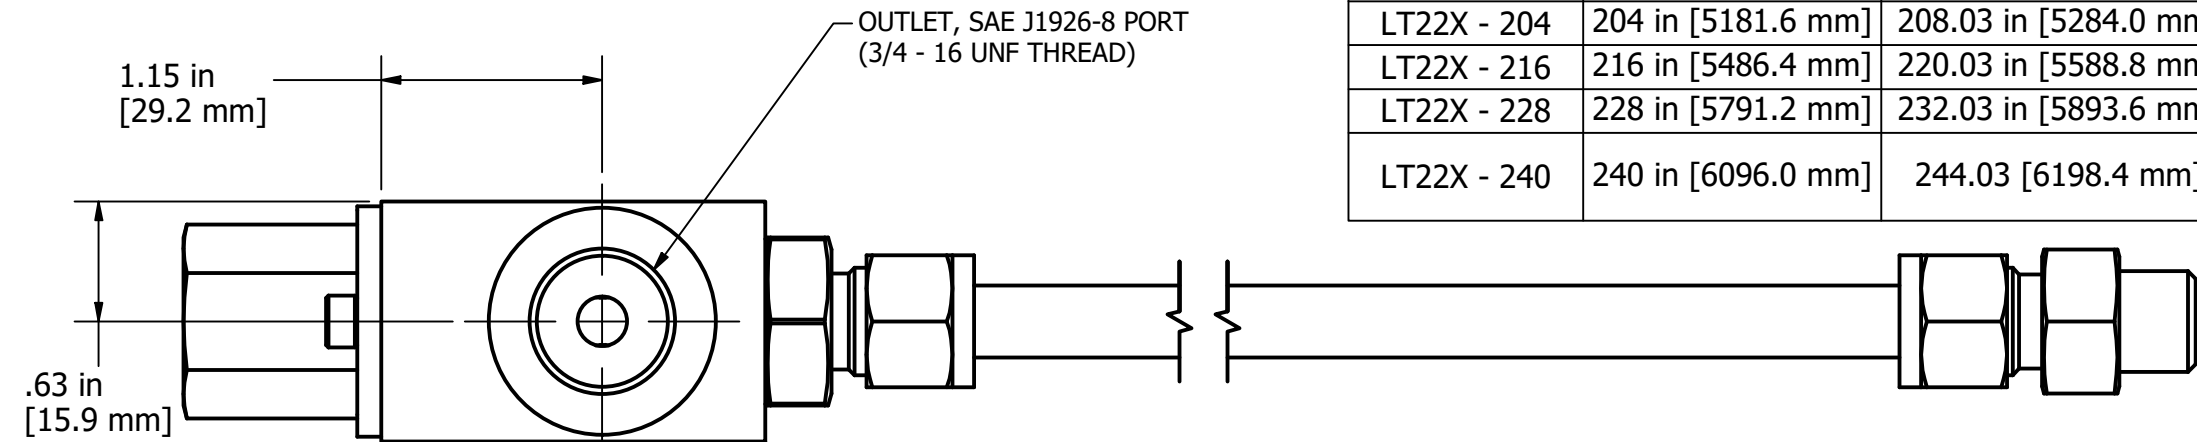 OUTLET, SAE J1926-8 PORT
(3/4 - 16 UNF THREAD)
1.15 in
[29.2 mm]
.63 in
[15.9 mm]
LT22X - 204 204 in [5181.6 mm] 208.03 in [5284.0 mm
LT22X - 216 216 in [5486.4 mm] 220.03 in [5588.8 mm
LT22X - 228 228 in [5791.2 mm] 232.03 in [5893.6 mm
LT22X - 240 240 in [6096.0 mm] 244.03 [6198.4 mm]